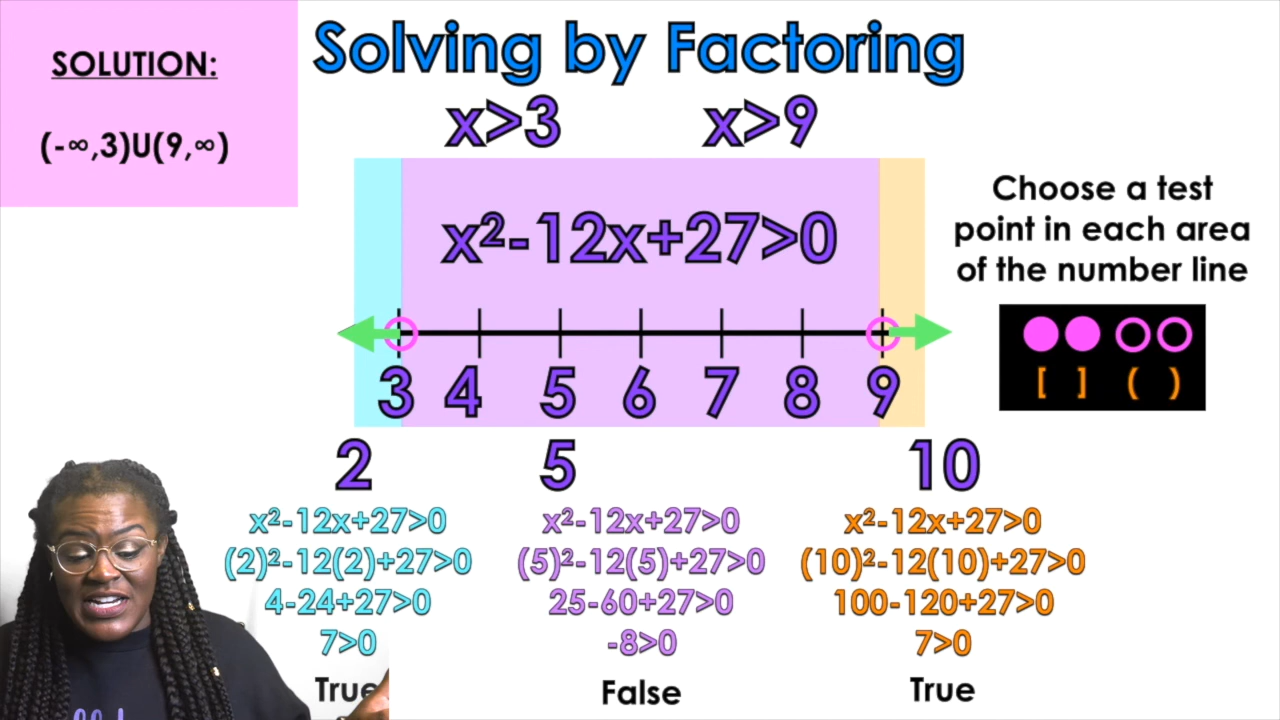 SOLUTION:
(-∞,3)U(9,∞)
Solving by Factoring
x>3 x>9
x²-12x+27>0
3 4 5 6 7 8 9
Choose a test
point in each area
of the number line
[ ] ( )
2 5 10
x²-12x+27>0
(2)²-12(2)+27>0
4-24+27>0
7>0
True
x²-12x+27>0
(5)²-12(5)+27>0
25-60+27>0
-8>0
False
x²-12x+27>0
(10)²-12(10)+27>0
100-120+27>0
7>0
True